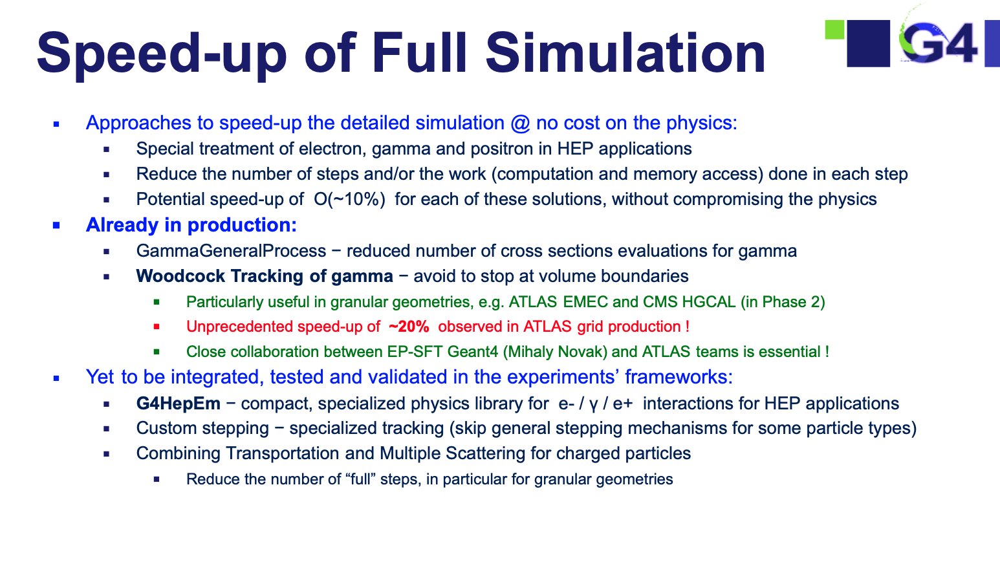 Speed-up of Full Simulation
G4
Approaches to speed-up the detailed simulation @ no cost on the physics:
Special treatment of electron, gamma and positron in HEP applications
Reduce the number of steps and/or the work (computation and memory access) done in each step
Potential speed-up of O(~10%) for each of these solutions, without compromising the physics
Already in production:
GammaGeneralProcess − reduced number of cross sections evaluations for gamma
Woodcock Tracking of gamma − avoid to stop at volume boundaries
Particularly useful in granular geometries, e.g. ATLAS EMEC and CMS HGCAL (in Phase 2)
Unprecedented speed-up of ~20% observed in ATLAS grid production !
Close collaboration between EP-SFT Geant4 (Mihaly Novak) and ATLAS teams is essential !
Yet to be integrated, tested and validated in the experiments’ frameworks:
G4HepEm − compact, specialized physics library for e- / γ / e+ interactions for HEP applications
Custom stepping − specialized tracking (skip general stepping mechanisms for some particle types)
Combining Transportation and Multiple Scattering for charged particles
Reduce the number of “full” steps, in particular for granular geometries